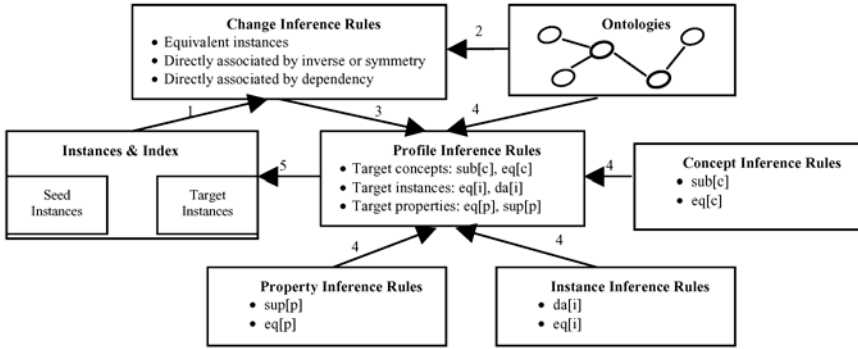 Change Inference Rules
• Equivalent instances
• Directly associated by inverse or symmetry
• Directly associated by dependency
2
Ontologies
1
3
4
Instances & Index
Seed
Instances
Target
Instances
5
Profile Inference Rules
• Target concepts: sub[c], eq[c]
• Target instances: eq[i], da[i]
• Target properties: eq[p], sup[p]
4
Concept Inference Rules
• sub[c]
• eq[c]
4
4
Property Inference Rules
• sup[p]
• eq[p]
Instance Inference Rules
• da[i]
• eq[i]